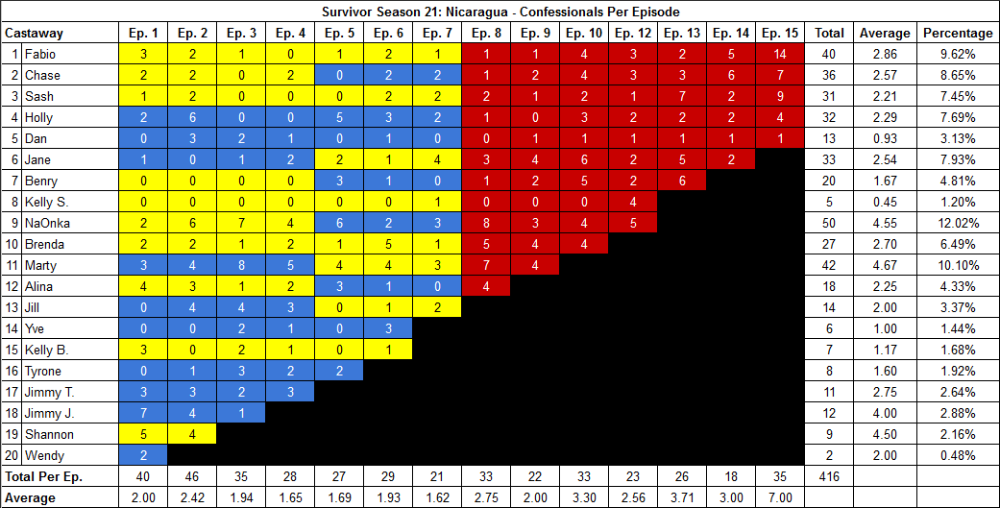 Survivor Season 21: Nicaragua - Confessionals Per Episode
Castaway Ep. 1 Ep. 2 Ep. 3 Ep. 4 Ep. 5 Ep. 6 Ep. 7 Ep. 8 Ep. 9 Ep. 10 Ep. 12 Ep. 13 Ep. 14 Ep. 15 Total Average Percentage
1 Fabio 3 2 1 0 1 2 1 1 1 4 3 2 5 14 40 2.86 9.62%
2 Chase 2 2 0 2 0 2 2 1 2 4 3 3 6 7 36 2.57 8.65%
3 Sash 1 2 0 0 0 2 2 2 1 2 1 7 2 9 31 2.21 7.45%
4 Holly 2 6 0 0 5 3 2 1 0 3 2 2 2 4 32 2.29 7.69%
5 Dan 0 3 2 1 0 1 0 0 1 1 1 1 1 1 13 0.93 3.13%
6 Jane 1 0 1 2 2 1 4 3 4 6 2 5 2 33 2.54 7.93%
7 Benry 0 0 0 0 3 1 0 1 2 5 2 6 20 1.67 4.81%
8 Kelly S. 0 0 0 0 0 0 1 0 0 0 4 5 0.45 1.20%
9 NaOnka 2 6 7 4 6 2 3 8 3 4 5 50 4.55 12.02%
10 Brenda 2 2 1 2 1 5 1 5 4 4 27 2.70 6.49%
11 Marty 3 4 8 5 4 4 3 7 4 42 4.67 10.10%
12 Alina 4 3 1 2 3 1 0 4 18 2.25 4.33%
13 Jill 0 4 4 3 0 1 2 14 2.00 3.37%
14 Yve 0 0 2 1 0 3 6 1.00 1.44%
15 Kelly B. 3 0 2 1 0 1 7 1.17 1.68%
16 Tyrone 0 1 3 2 2 8 1.60 1.92%
17 Jimmy T. 3 3 2 3 11 2.75 2.64%
18 Jimmy J. 7 4 1 12 4.00 2.88%
19 Shannon 5 4 9 4.50 2.16%
20 Wendy 2 2 2.00 0.48%
Total Per Ep. 40 46 35 28 27 29 21 33 22 33 23 26 18 35 416
Average 2.00 2.42 1.94 1.65 1.69 1.93 1.62 2.75 2.00 3.30 2.56 3.71 3.00 7.00